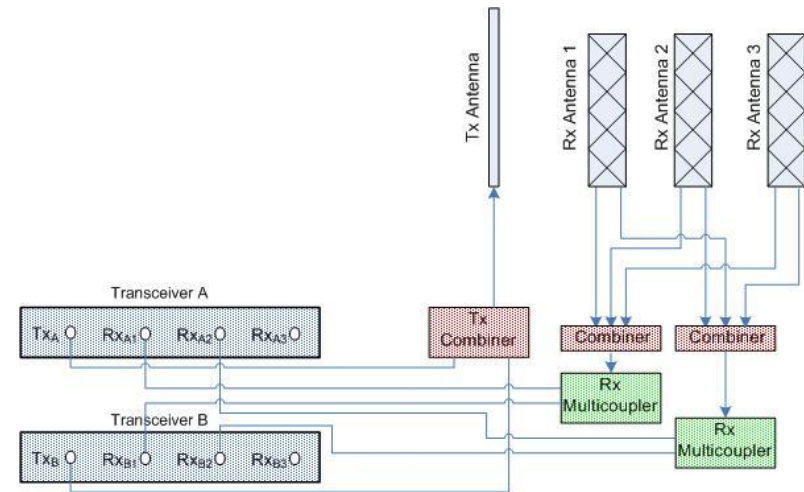 Tx Antenna
Rx Antenna 1
Rx Antenna 2
Rx Antenna 3
Transceiver A
TxA
RxA1
RxA2
RxA3
Tx
Combiner
Combiner
Combiner
Rx
Multicoupler
Transceiver B
TxB
RxB1
RxB2
RxB3
Rx
Multicoupler